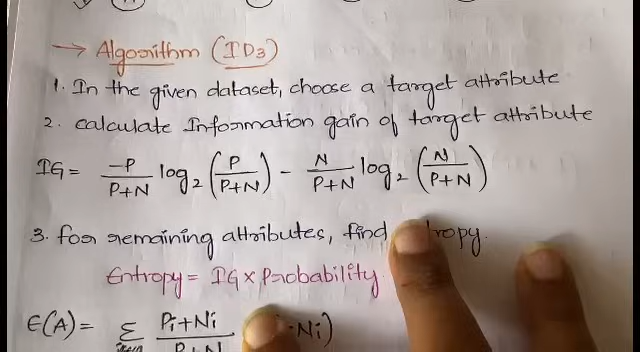 → Algorithm (ID3)
1. In the given dataset, choose a target attribute
2. calculate Information gain of target attribute
IG = -P/P+N log₂ (P/P+N) - N/P+N log₂ (N/P+N)
3. for remaining attributes, find
Entropy = IG × Probability
E(A) = Σ Pi+Ni/P+N Ni)